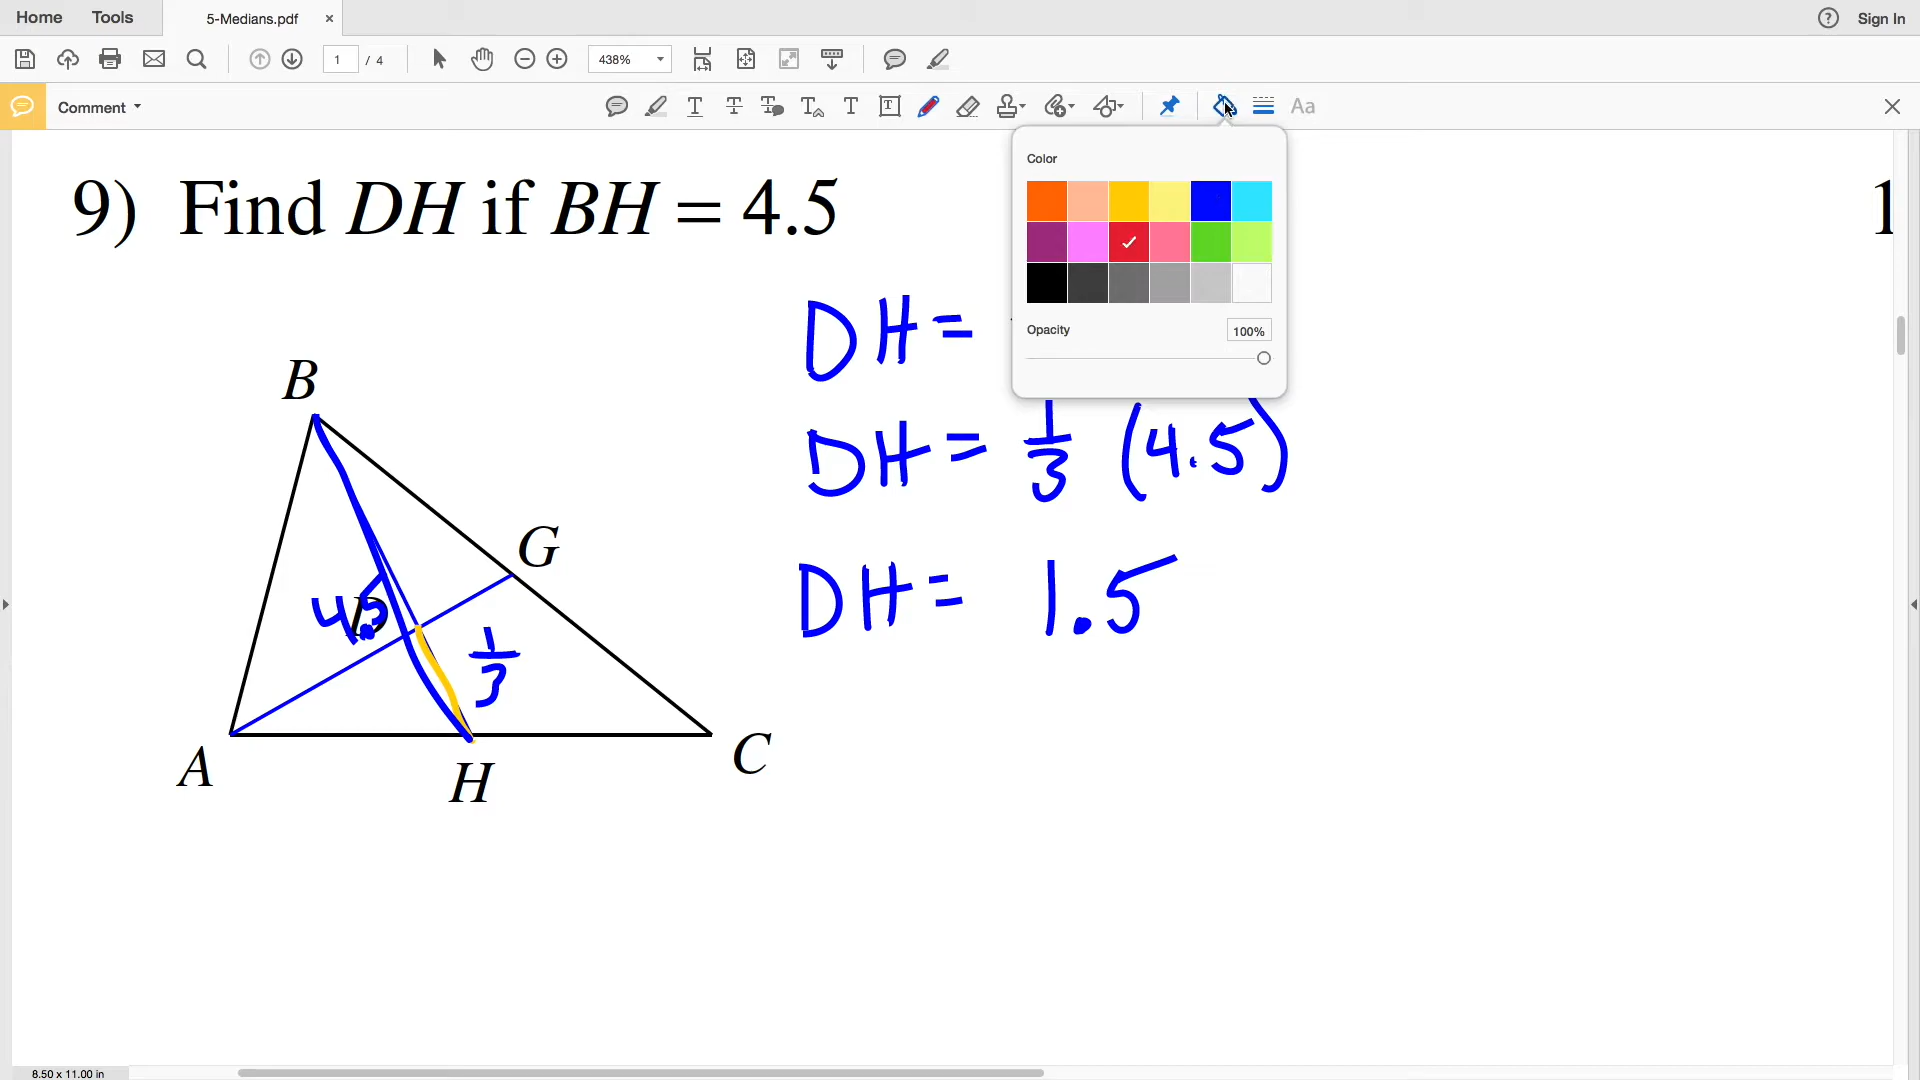 Home Tools 5-Medians.pdf × ? Sign In
1 / 4 438%
Comment T T T T T T Aa
9) Find DH if BH = 4.5
1
Color
Opacity 100%
DH =
DH = 1/3 (4.5)
DH = 1.5
B
G
4.5
D
1/3
A
H
C
8.50 x 11.00 in